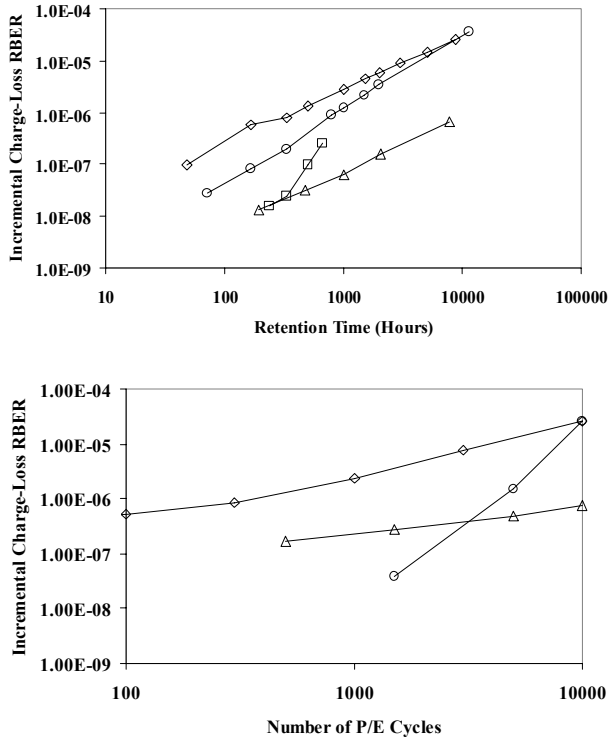 Incremental Charge-Loss RBER
1.0E-04
1.0E-05
1.0E-06
1.0E-07
1.0E-08
1.0E-09
10
100
1000
10000
100000
Retention Time (Hours)
Incremental Charge-Loss RBER
1.00E-04
1.00E-05
1.00E-06
1.00E-07
1.00E-08
1.00E-09
100
1000
10000
Number of P/E Cycles